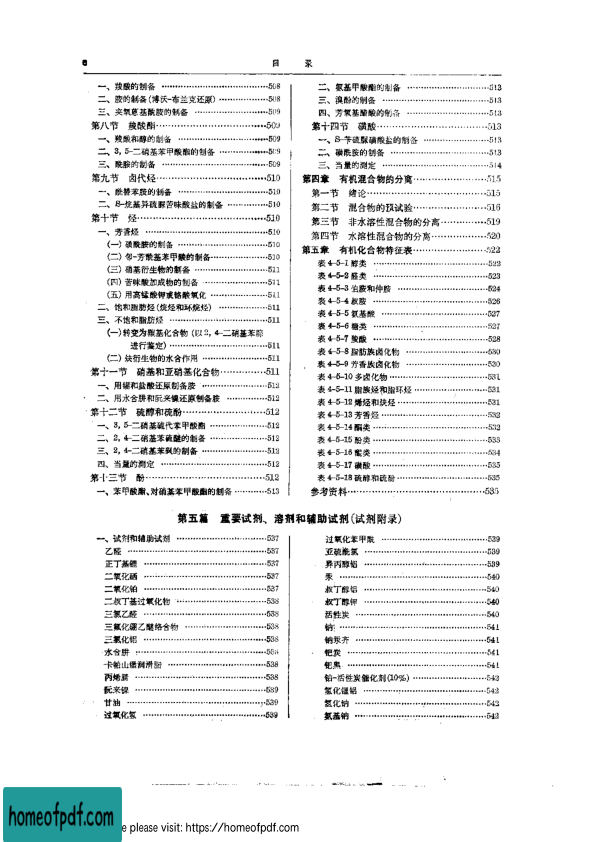 6
目 录
一、羧酸的制备 508
二、胺的制备(博沃-布兰克还原) 508
三、夹氧蒽基酰胺的制备 509
第八节 羧酸酯 509
一、羧酸和醇的制备 509
二、3, 5-二硝基苯甲酸酯的制备 509
三、酰胺的制备 509
第九节 卤代烃 510
一、酰替苯胺的制备 510
二、S-烷基异硫脲苦味酸盐的制备 510
第十节 烃 510
一、芳香烃 510
(一) 磺酰胺的制备 510
(二) 邻-芳酰基苯甲酸的制备 510
(三) 硝基衍生物的制备 511
(四) 苦味酸加成物的制备 511
(五) 用高锰酸钾或铬酸氧化 511
二、饱和脂肪烃(烷烃和环烷烃) 511
三、不饱和脂肪烃 511
(一) 转变为羰基化合物 (以2, 4-二硝基苯腙
进行鉴定) 511
(二) 炔衍生物的水合作用 511
第十一节 硝基和亚硝基化合物 511
一、用锡和盐酸还原制备胺 512
二、用水合肼和阮来镍还原制备胺 512
第十二节 硫醇和硫酚 512
一、3, 5-二硝基硫代苯甲酸酯 512
二、2, 4-二硝基苯硫醚的制备 512
三、2, 4-二硝基苯砜的制备 512
四、当量的测定 512
第十三节 酚 512
一、苯甲酸酯、对硝基苯甲酸酯的制备 513
二、氨基甲酸酯的制备 513
三、溴酚的制备 513
四、芳氧基醋酸的制备 513
第十四节 磺酸 513
一、S-苄硫脲磺酸盐的制备 513
二、磺酰胺的制备 513
三、当量的测定 514
第四章 有机混合物的分离 515
第一节 绪论 515
第二节 混合物的预试验 516
第三节 非水溶性混合物的分离 519
第四节 水溶性混合物的分离 520
第五章 有机化合物特征表 522
表 4-5-1 醇类 522
表 4-5-2 醛类 523
表 4-5-3 伯胺和仲胺 524
表 4-5-4 叔胺 526
表 4-5-5 氨基酸 527
表 4-5-6 糖类 527
表 4-5-7 羧酸 528
表 4-5-8 脂肪族卤化物 530
表 4-5-9 芳香族卤化物 530
表 4-5-10 多卤化物 531
表 4-5-11 脂族烃和脂环烃 531
表 4-5-12 烯烃和炔烃 531
表 4-5-13 芳香烃 532
表 4-5-14 酮类 532
表 4-5-15 酚类 533
表 4-5-16 醌类 534
表 4-5-17 磺酸 535
表 4-5-18 硫醇和硫酚 535
参考资料 535
第五篇 重要试剂、溶剂和辅助试剂(试剂附录)
一、试剂和辅助试剂 537
乙醛 537
正丁基锂 537
二氧化硒 537
二氧化铂 537
二叔丁基过氧化物 538
三氯乙醛 538
三氟化硼乙醚络合物 538
三氯化铝 538
水合肼 538
卡帕山德润滑脂 538
丙烯腈 538
阮来镍 539
甘油 539
过氧化氢 539
过氧化苯甲酰 539
亚硫酰氯 539
异丙醇铝 539
汞 540
叔丁醇铝 540
叔丁醇钾 540
活性炭 540
钠 541
钠汞齐 541
钯炭 541
钯黑 541
铂-活性炭催化剂(10%) 542
氢化锂铝 542
氢化钠 542
氨基钠 542
homeofpdf.com
e please visit: https://homeofpdf.com